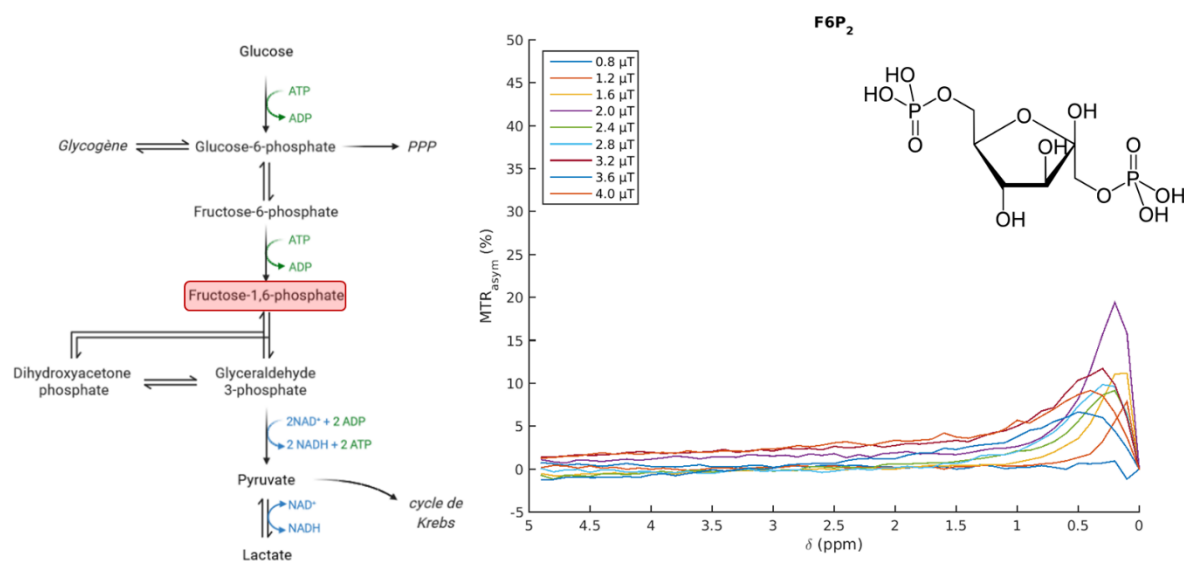 Glucose
ATP
ADP
Glycogène
Glucose-6-phosphate
PPP
Fructose-6-phosphate
ATP
ADP
Fructose-1,6-phosphate
Dihydroxyacetone
phosphate
Glyceraldehyde
3-phosphate
2NAD⁺ + 2 ADP
2 NADH + 2 ATP
Pyruvate
cycle de
Krebs
NAD⁺
NADH
Lactate
F6P₂
50
45
40
35
30
25
20
15
10
5
0
-5
MTR_asym (%)
0.8 µT
1.2 µT
1.6 µT
2.0 µT
2.4 µT
2.8 µT
3.2 µT
3.6 µT
4.0 µT
HO
HO
P
O
O
O
OH
OH
OH
O
P
O
OH
OH
5 4.5 4 3.5 3 2.5 2 1.5 1 0.5 0
δ (ppm)